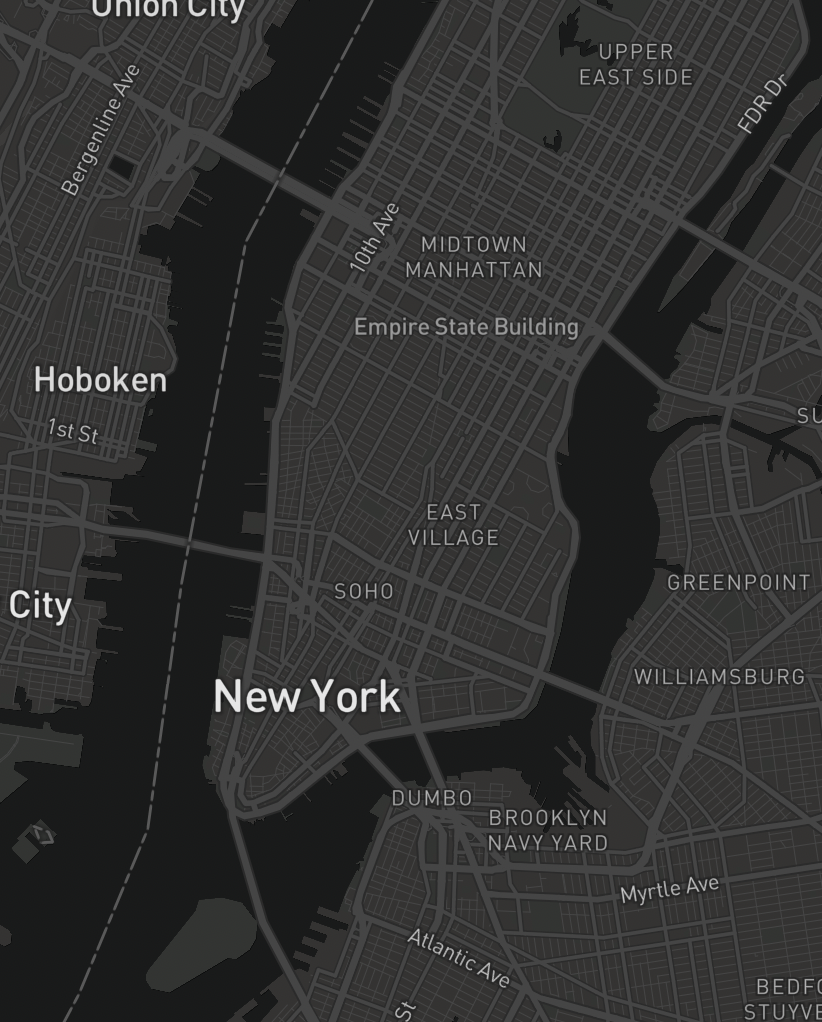 Union City
UPPER
EAST SIDE
Bergenline Ave
FDR Dr
10th Ave
MIDTOWN
MANHATTAN
Empire State Building
Hoboken
1st St
SU
EAST
VILLAGE
GREENPOINT
SOHO
City
WILLIAMSBURG
New York
DUMBO
BROOKLYN
NAVY YARD
Myrtle Ave
Atlantic Ave
BEDFO
STUYVE
St